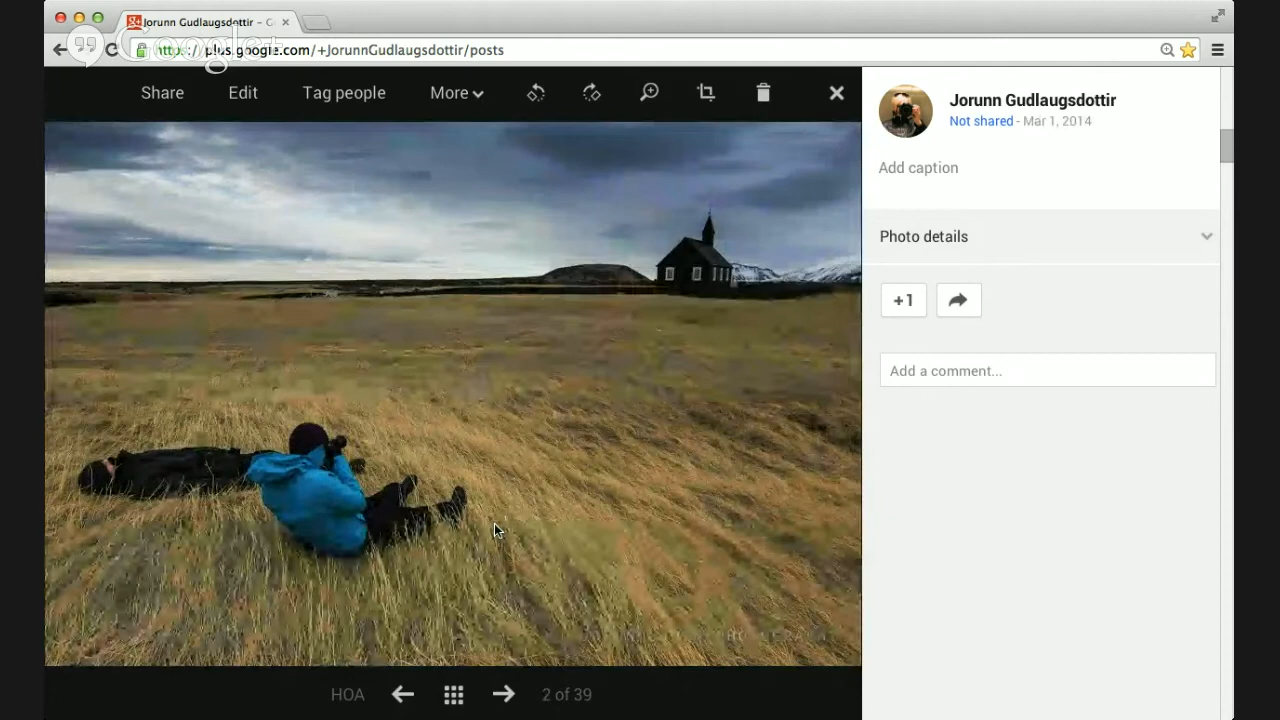 Jorunn Gudlaugsdottir - G
https://plus.google.com/+JorunnGudlaugsdottir/posts
Share Edit Tag people More
Jorunn Gudlaugsdottir
Not shared - Mar 1, 2014
Add caption
Photo details
+1
Add a comment...
HOA 2 of 39